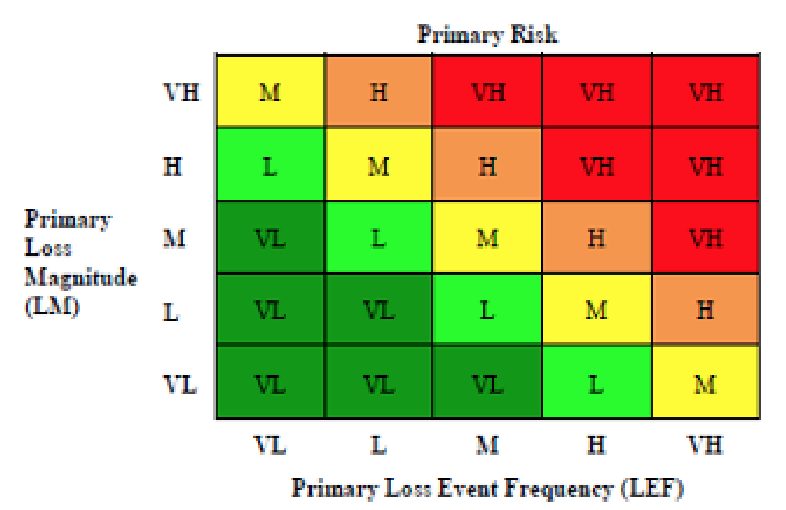 Primary Risk
VH M H VH VH VH
H L M H VH VH
Primary
Loss
Magnitude
(LM)
M VL L M H VH
L VL VL L M H
VL VL VL VL L M
VL L M H VH
Primary Loss Event Frequency (LEF)